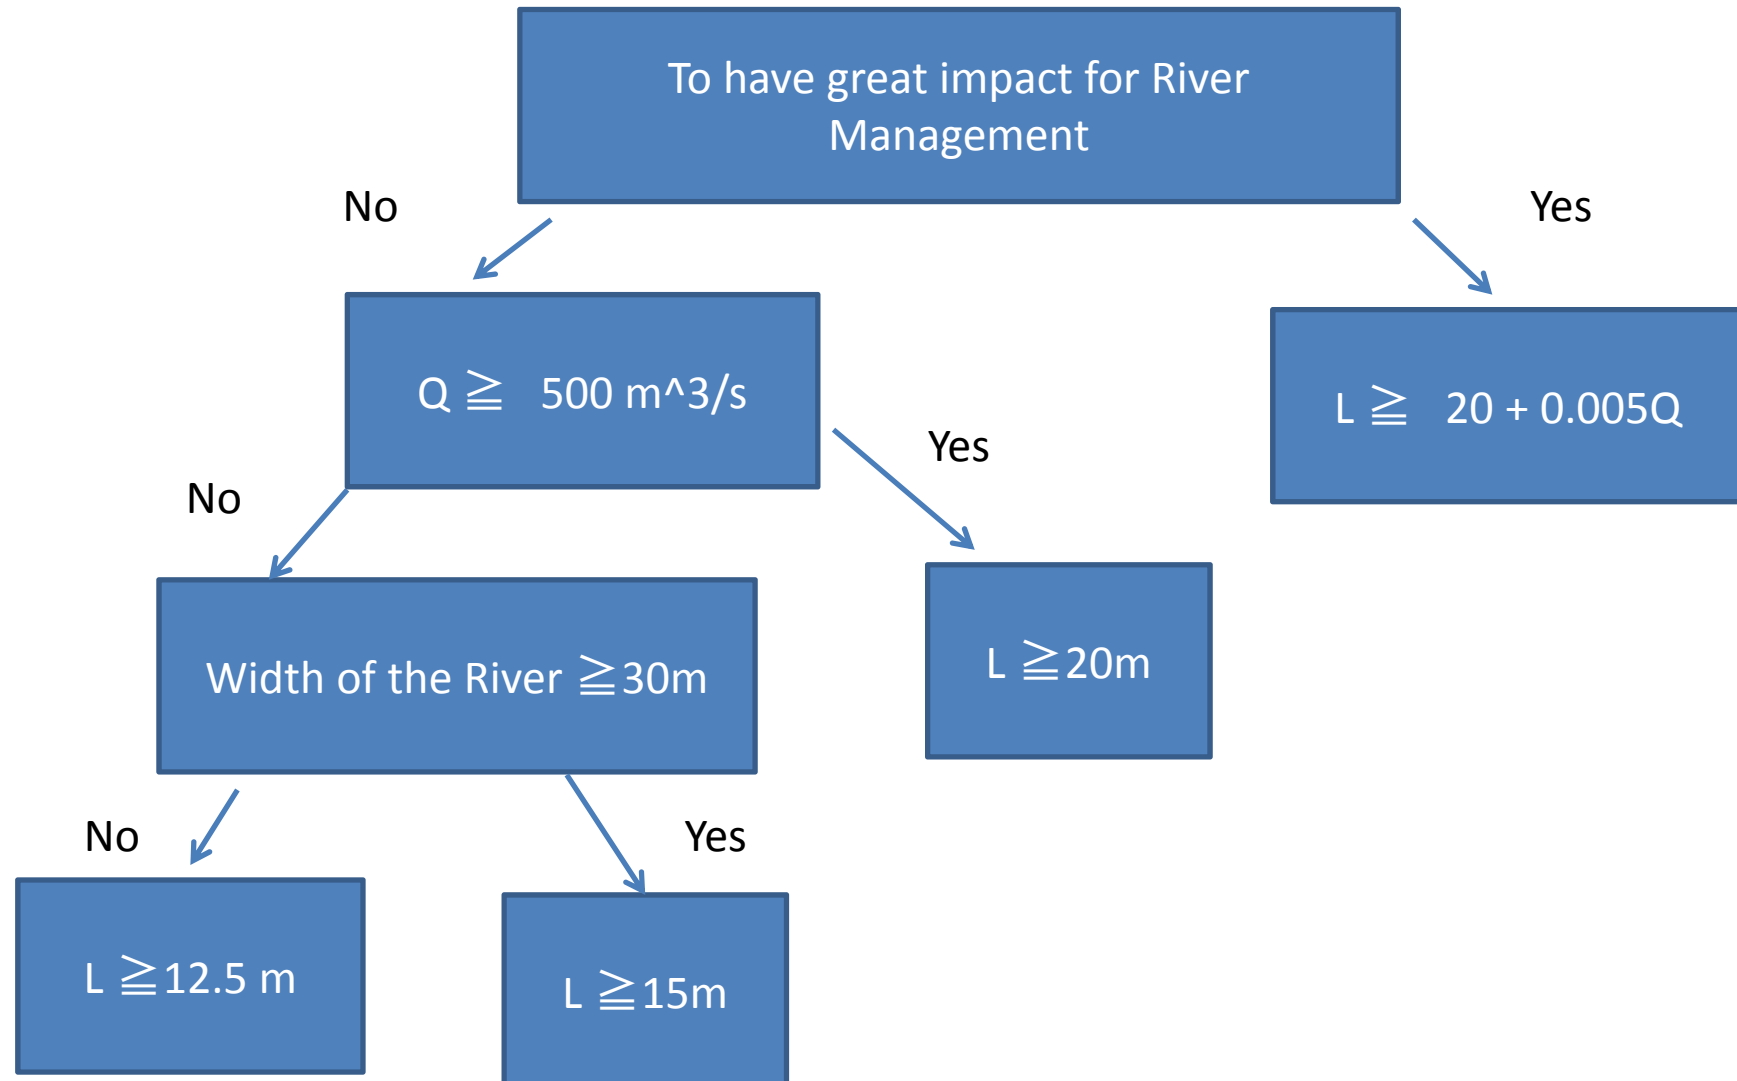 To have great impact for River
Management
No
Yes
Q ≧ 500 m^3/s
L ≧ 20 + 0.005Q
Yes
No
Width of the River ≧30m
L ≧20m
No
Yes
L ≧12.5 m
L ≧15m